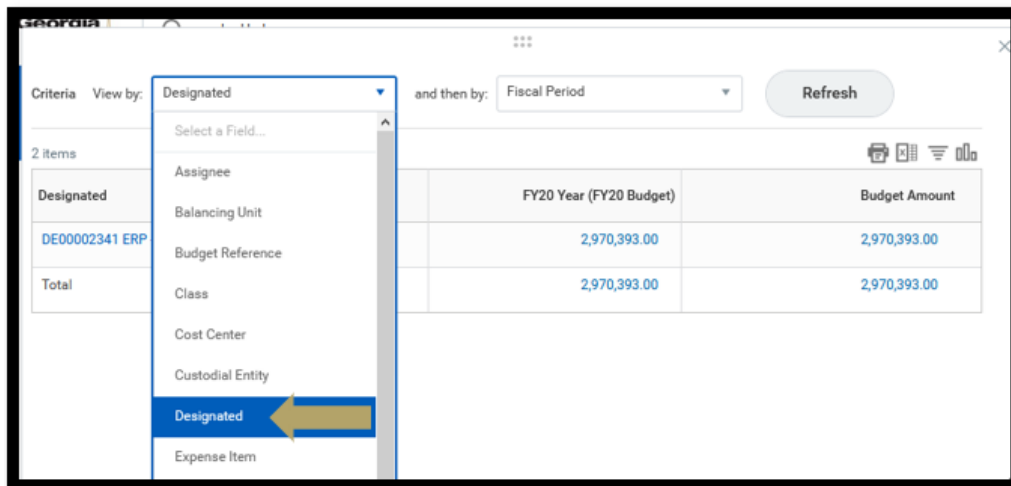 Georgia
Criteria View by: Designated and then by: Fiscal Period Refresh
Select a Field...
2 items
Assignee
Designated FY20 Year (FY20 Budget) Budget Amount
Balancing Unit
DE00002341 ERP 2,970,393.00 2,970,393.00
Budget Reference
Total 2,970,393.00 2,970,393.00
Class
Cost Center
Custodial Entity
Designated
Expense Item